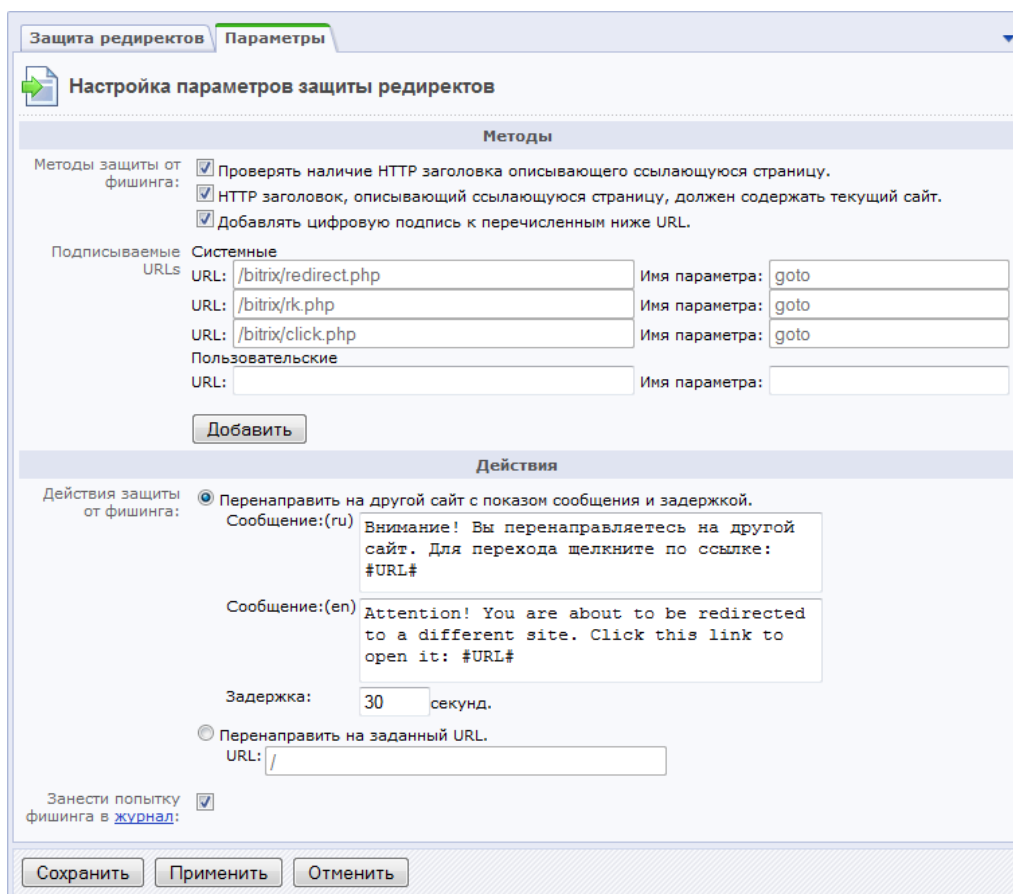 Защита редиректов Параметры
Настройка параметров защиты редиректов
Методы
Методы защиты от фишинга:
Проверять наличие HTTP заголовка описывающего ссылающуюся страницу.
HTTP заголовок, описывающий ссылающуюся страницу, должен содержать текущий сайт.
Добавлять цифровую подпись к перечисленным ниже URL.
Подписываемые URLs
Системные
URL: /bitrix/redirect.php Имя параметра: goto
URL: /bitrix/rk.php Имя параметра: goto
URL: /bitrix/click.php Имя параметра: goto
Пользовательские
URL: Имя параметра:
Добавить
Действия
Действия защиты от фишинга:
Перенаправить на другой сайт с показом сообщения и задержкой.
Сообщение:(ru)
Внимание! Вы перенаправляетесь на другой
сайт. Для перехода щелкните по ссылке:
#URL#
Сообщение:(en)
Attention! You are about to be redirected
to a different site. Click this link to
open it: #URL#
Задержка: 30 секунд.
Перенаправить на заданный URL.
URL: /
Занести попытку
фишинга в журнал:
Сохранить Применить Отменить